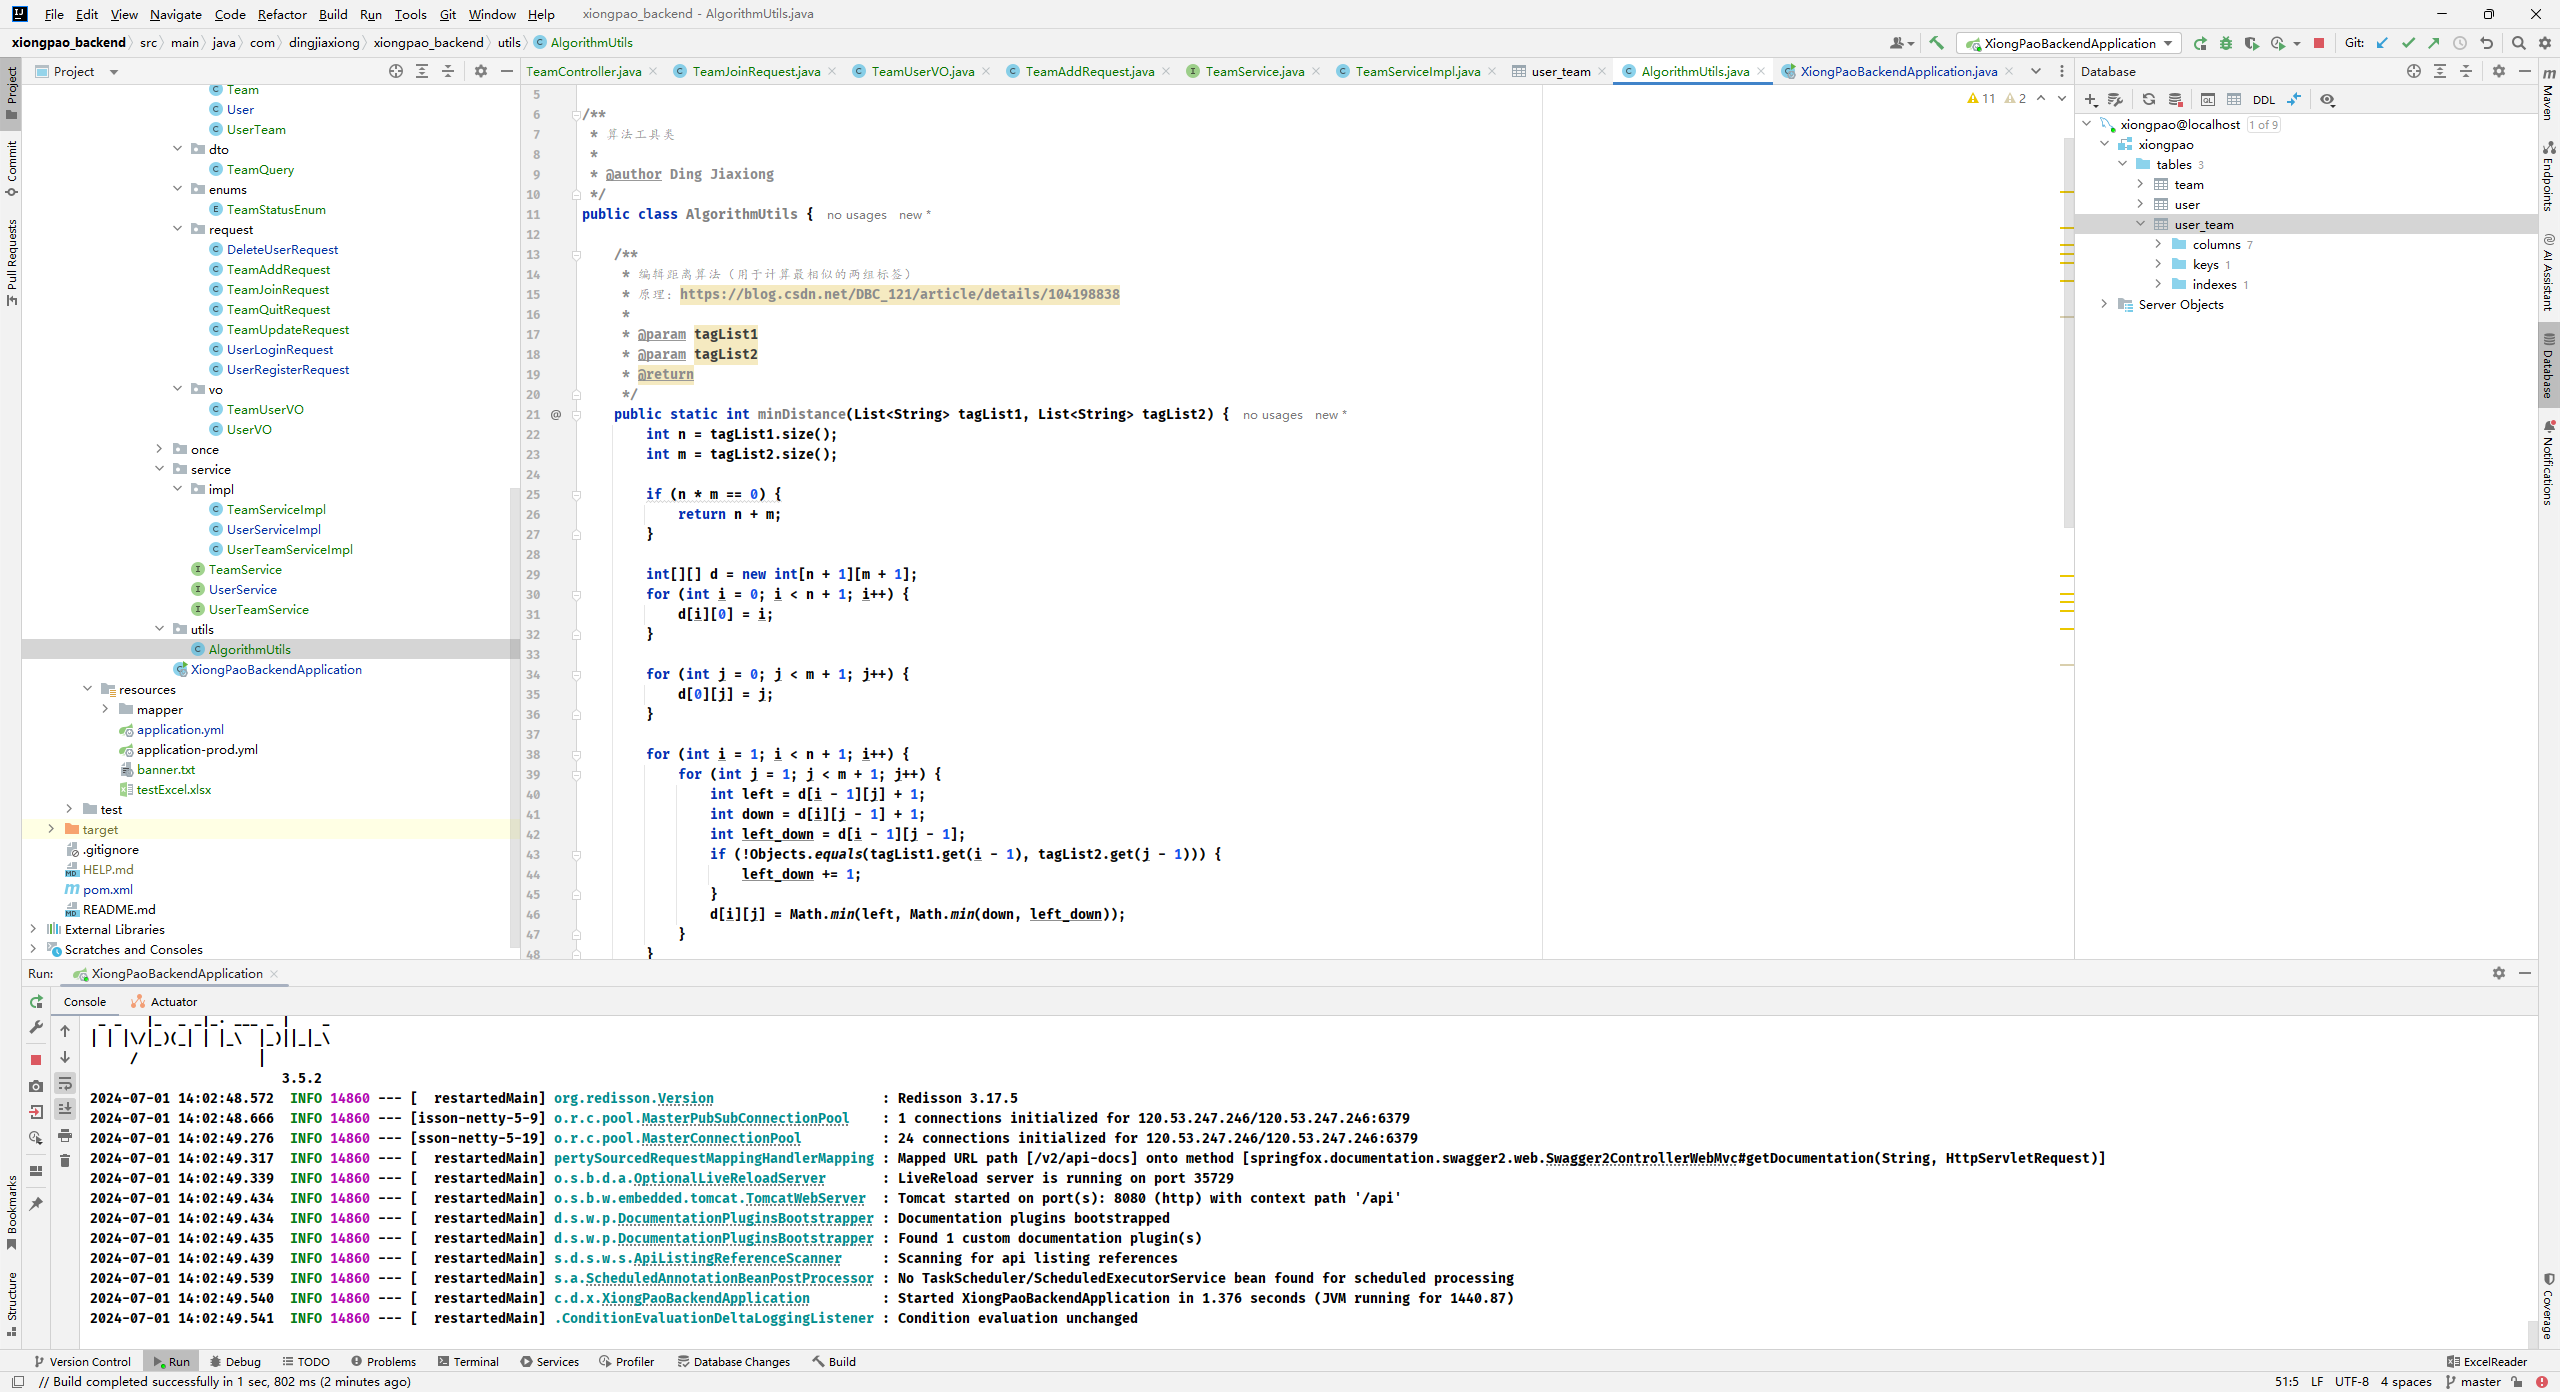 File Edit View Navigate Code Refactor Build Run Tools Git Window Help xiongpao_backend - AlgorithmUtils.java
xiongpao_backend src main java com dingjiaxiong xiongpao_backend utils AlgorithmUtils
XiongPaoBackendApplication Git:
Project
TeamController.java TeamJoinRequest.java TeamUserVO.java TeamAddRequest.java TeamService.java TeamServiceImpl.java user_team AlgorithmUtils.java XiongPaoBackendApplication.java
Database
Project
Commit
Pull Requests
Bookmarks
Structure
Team
User
UserTeam
dto
TeamQuery
enums
TeamStatusEnum
request
DeleteUserRequest
TeamAddRequest
TeamJoinRequest
TeamQuitRequest
TeamUpdateRequest
UserLoginRequest
UserRegisterRequest
vo
TeamUserVO
UserVO
once
service
impl
TeamServiceImpl
UserServiceImpl
UserTeamServiceImpl
TeamService
UserService
UserTeamService
utils
AlgorithmUtils
XiongPaoBackendApplication
resources
mapper
application.yml
application-prod.yml
banner.txt
testExcel.xlsx
test
target
.gitignore
HELP.md
pom.xml
README.md
External Libraries
Scratches and Consoles
11 2
5
6 /**
7 * 算法工具类
8 *
9 * @author Ding Jiaxiong
10 */
11 public class AlgorithmUtils { no usages new *
12
13 /**
14 * 编辑距离算法（用于计算最相似的两组标签）
15 * 原理：https://blog.csdn.net/DBC_121/article/details/104198838
16 *
17 * @param tagList1
18 * @param tagList2
19 * @return
20 */
21 @ public static int minDistance(List<String> tagList1, List<String> tagList2) { no usages new *
22 int n = tagList1.size();
23 int m = tagList2.size();
24
25 if (n * m == 0) {
26 return n + m;
27 }
28
29 int[][] d = new int[n + 1][m + 1];
30 for (int i = 0; i < n + 1; i++) {
31 d[i][0] = i;
32 }
33
34 for (int j = 0; j < m + 1; j++) {
35 d[0][j] = j;
36 }
37
38 for (int i = 1; i < n + 1; i++) {
39 for (int j = 1; j < m + 1; j++) {
40 int left = d[i - 1][j] + 1;
41 int down = d[i][j - 1] + 1;
42 int left_down = d[i - 1][j - 1];
43 if (!Objects.equals(tagList1.get(i - 1), tagList2.get(j - 1))) {
44 left_down += 1;
45 }
46 d[i][j] = Math.min(left, Math.min(down, left_down));
47 }
48 }
DDL
xiongpao@localhost 1 of 9
xiongpao
tables 3
team
user
user_team
columns 7
keys 1
indexes 1
Server Objects
Maven
Endpoints
AI Assistant
Database
Notifications
Coverage
Run: XiongPaoBackendApplication
Console Actuator
_ _ |_ _ _|_. ___ _ | _
| | |\/|_)(_| | |_\ |_)||_|_\
/ |
3.5.2
2024-07-01 14:02:48.572 INFO 14860 --- [ restartedMain] org.redisson.Version : Redisson 3.17.5
2024-07-01 14:02:48.666 INFO 14860 --- [isson-netty-5-9] o.r.c.pool.MasterPubSubConnectionPool : 1 connections initialized for 120.53.247.246/120.53.247.246:6379
2024-07-01 14:02:49.276 INFO 14860 --- [sson-netty-5-19] o.r.c.pool.MasterConnectionPool : 24 connections initialized for 120.53.247.246/120.53.247.246:6379
2024-07-01 14:02:49.317 INFO 14860 --- [ restartedMain] pertySourcedRequestMappingHandlerMapping : Mapped URL path [/v2/api-docs] onto method [springfox.documentation.swagger2.web.Swagger2ControllerWebMvc#getDocumentation(String, HttpServletRequest)]
2024-07-01 14:02:49.339 INFO 14860 --- [ restartedMain] o.s.b.d.a.OptionalLiveReloadServer : LiveReload server is running on port 35729
2024-07-01 14:02:49.434 INFO 14860 --- [ restartedMain] o.s.b.w.embedded.tomcat.TomcatWebServer : Tomcat started on port(s): 8080 (http) with context path '/api'
2024-07-01 14:02:49.434 INFO 14860 --- [ restartedMain] d.s.w.p.DocumentationPluginsBootstrapper : Documentation plugins bootstrapped
2024-07-01 14:02:49.435 INFO 14860 --- [ restartedMain] d.s.w.p.DocumentationPluginsBootstrapper : Found 1 custom documentation plugin(s)
2024-07-01 14:02:49.439 INFO 14860 --- [ restartedMain] s.d.s.w.s.ApiListingReferenceScanner : Scanning for api listing references
2024-07-01 14:02:49.539 INFO 14860 --- [ restartedMain] s.a.ScheduledAnnotationBeanPostProcessor : No TaskScheduler/ScheduledExecutorService bean found for scheduled processing
2024-07-01 14:02:49.540 INFO 14860 --- [ restartedMain] c.d.x.XiongPaoBackendApplication : Started XiongPaoBackendApplication in 1.376 seconds (JVM running for 1440.87)
2024-07-01 14:02:49.541 INFO 14860 --- [ restartedMain] .ConditionEvaluationDeltaLoggingListener : Condition evaluation unchanged
Version Control Run Debug TODO Problems Terminal Services Profiler Database Changes Build ExcelReader
// Build completed successfully in 1 sec, 802 ms (2 minutes ago) 51:5 LF UTF-8 4 spaces master